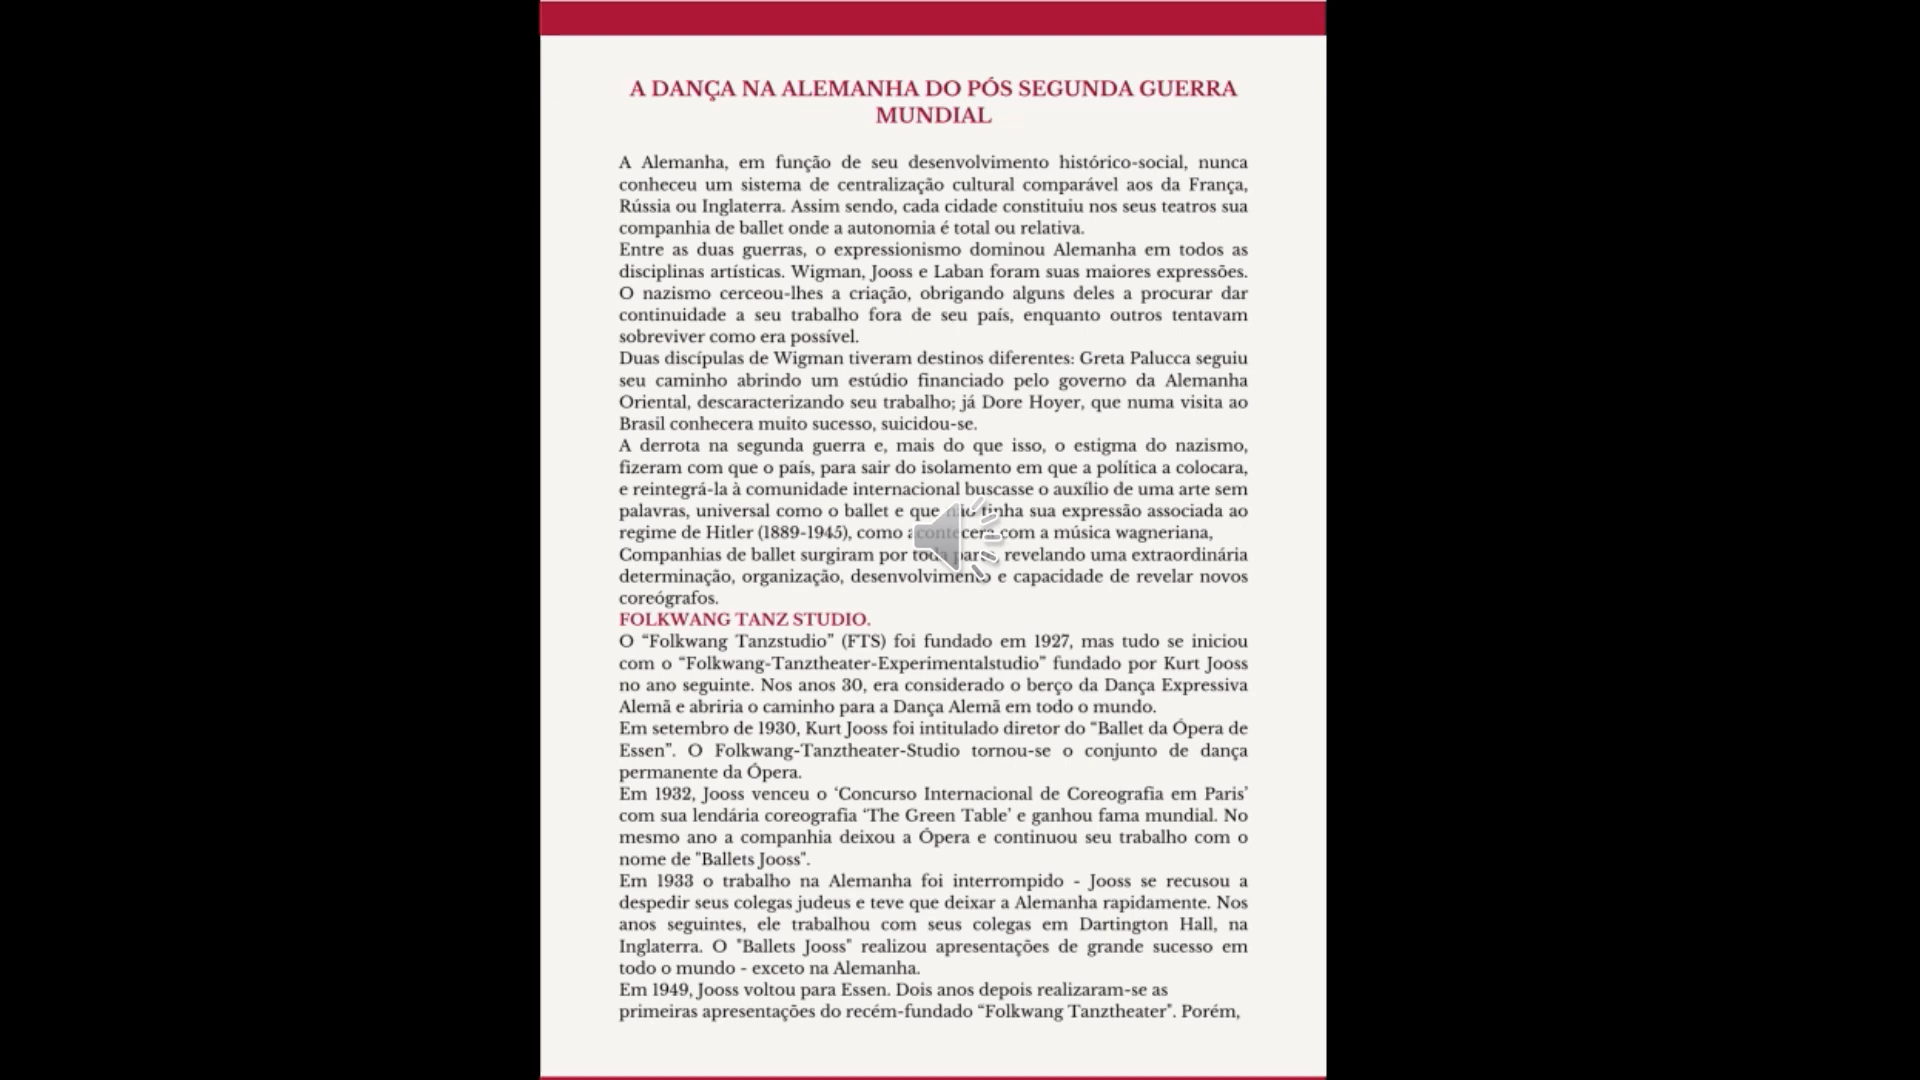 A DANÇA NA ALEMANHA DO PÓS SEGUNDA GUERRA
MUNDIAL
A Alemanha, em função de seu desenvolvimento histórico-social, nunca
conheceu um sistema de centralização cultural comparável aos da França,
Rússia ou Inglaterra. Assim sendo, cada cidade constituiu nos seus teatros sua
companhia de ballet onde a autonomia é total ou relativa.
Entre as duas guerras, o expressionismo dominou Alemanha em todos as
disciplinas artísticas. Wigman, Jooss e Laban foram suas maiores expressões.
O nazismo cerceou-lhes a criação, obrigando alguns deles a procurar dar
continuidade a seu trabalho fora de seu país, enquanto outros tentavam
sobreviver como era possível.
Duas discípulas de Wigman tiveram destinos diferentes: Greta Palucca seguiu
seu caminho abrindo um estúdio financiado pelo governo da Alemanha
Oriental, descaracterizando seu trabalho; já Dore Hoyer, que numa visita ao
Brasil conhecera muito sucesso, suicidou-se.
A derrota na segunda guerra e, mais do que isso, o estigma do nazismo,
fizeram com que o país, para sair do isolamento em que a política a colocara,
e reintegrá-la à comunidade internacional buscasse o auxílio de uma arte sem
palavras, universal como o ballet e que não tinha sua expressão associada ao
regime de Hitler (1889-1945), como acontecera com a música wagneriana,
Companhias de ballet surgiram por toda parte, revelando uma extraordinária
determinação, organização, desenvolvimento e capacidade de revelar novos
coreógrafos.
FOLKWANG TANZ STUDIO.
O “Folkwang Tanzstudio” (FTS) foi fundado em 1927, mas tudo se iniciou
com o “Folkwang-Tanztheater-Experimentalstudio” fundado por Kurt Jooss
no ano seguinte. Nos anos 30, era considerado o berço da Dança Expressiva
Alemã e abriria o caminho para a Dança Alemã em todo o mundo.
Em setembro de 1930, Kurt Jooss foi intitulado diretor do “Ballet da Ópera de
Essen”. O Folkwang-Tanztheater-Studio tornou-se o conjunto de dança
permanente da Ópera.
Em 1932, Jooss venceu o ‘Concurso Internacional de Coreografia em Paris’
com sua lendária coreografia ‘The Green Table’ e ganhou fama mundial. No
mesmo ano a companhia deixou a Ópera e continuou seu trabalho com o
nome de "Ballets Jooss".
Em 1933 o trabalho na Alemanha foi interrompido - Jooss se recusou a
despedir seus colegas judeus e teve que deixar a Alemanha rapidamente. Nos
anos seguintes, ele trabalhou com seus colegas em Dartington Hall, na
Inglaterra. O "Ballets Jooss" realizou apresentações de grande sucesso em
todo o mundo - exceto na Alemanha.
Em 1949, Jooss voltou para Essen. Dois anos depois realizaram-se as
primeiras apresentações do recém-fundado “Folkwang Tanztheater". Porém,